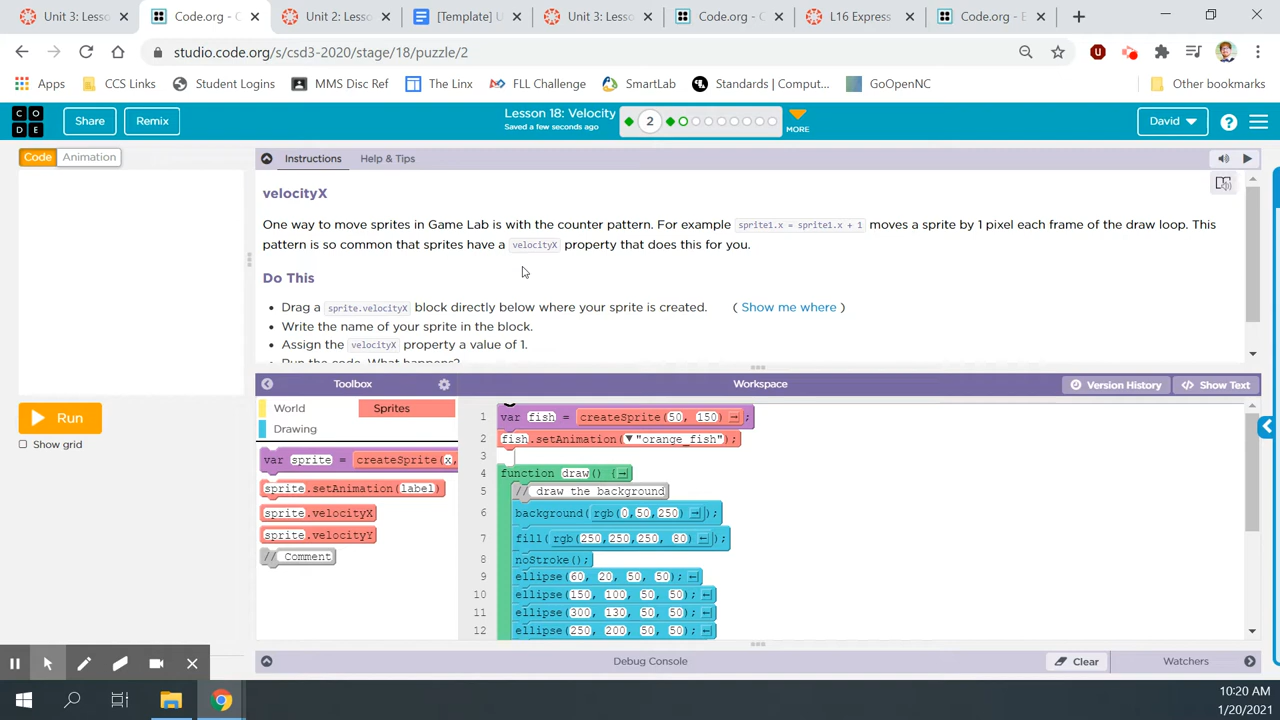 Unit 3: Lesso
Code.org - C
Unit 2: Lesso
[Template] U
Unit 3: Lesso
Code.org - C
L16 Express
Code.org - E
studio.code.org/s/csd3-2020/stage/18/puzzle/2
Apps
CCS Links
Student Logins
MMS Disc Ref
The Linx
FLL Challenge
SmartLab
Standards | Comput...
GoOpenNC
Other bookmarks
CODE
Share
Remix
Lesson 18: Velocity
Saved a few seconds ago
2
MORE
David
?
Code
Animation
Instructions
Help & Tips
velocityX
One way to move sprites in Game Lab is with the counter pattern. For example sprite1.x = sprite1.x + 1 moves a sprite by 1 pixel each frame of the draw loop. This
pattern is so common that sprites have a velocityX property that does this for you.
Do This
• Drag a sprite.velocityX block directly below where your sprite is created. ( Show me where )
• Write the name of your sprite in the block.
• Assign the velocityX property a value of 1.
• Run the code. What happens?
Run
Show grid
Toolbox
Workspace
Version History
Show Text
World
Sprites
Drawing
var sprite = createSprite(x,
sprite.setAnimation(label)
sprite.velocityX
sprite.velocityY
// Comment
1 var fish = createSprite(50, 150);
2 fish.setAnimation("orange_fish");
3
4 function draw() {
5 // draw the background
6 background(rgb(0,50,250));
7 fill(rgb(250,250,250, 80));
8 noStroke();
9 ellipse(60, 20, 50, 50);
10 ellipse(150, 100, 50, 50);
11 ellipse(300, 130, 50, 50);
12 ellipse(250, 200, 50, 50);
Debug Console
Clear
Watchers
10:20 AM
1/20/2021